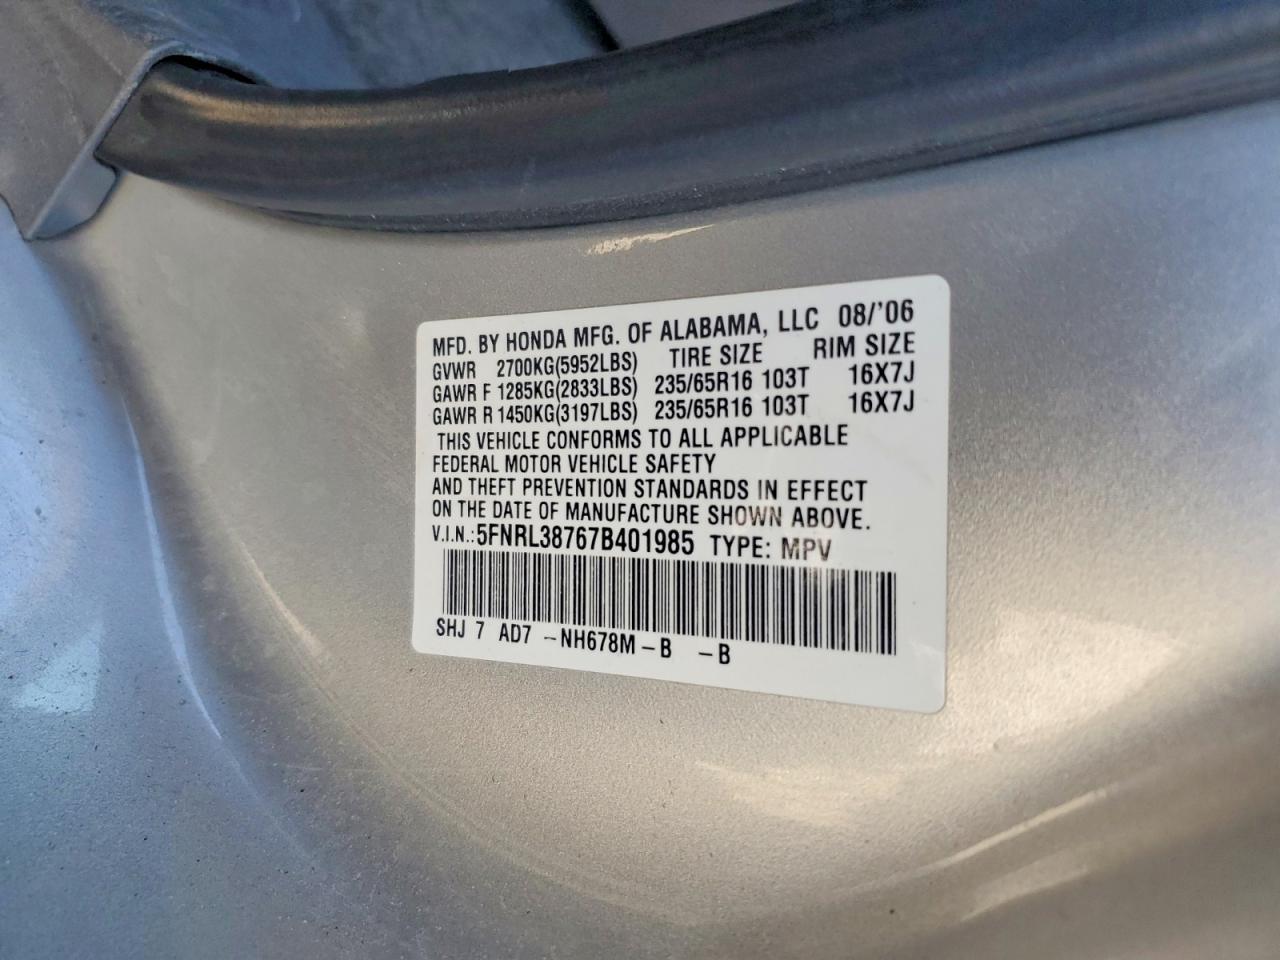 MFD. BY HONDA MFG. OF ALABAMA, LLC 08/'06
GVWR 2700KG(5952LBS) TIRE SIZE RIM SIZE
GAWR F 1285KG(2833LBS) 235/65R16 103T 16X7J
GAWR R 1450KG(3197LBS) 235/65R16 103T 16X7J
THIS VEHICLE CONFORMS TO ALL APPLICABLE
FEDERAL MOTOR VEHICLE SAFETY
AND THEFT PREVENTION STANDARDS IN EFFECT
ON THE DATE OF MANUFACTURE SHOWN ABOVE.
V.I.N.: 5FNRL38767B401985 TYPE: MPV
SHJ 7 AD7 -NH678M-B -B